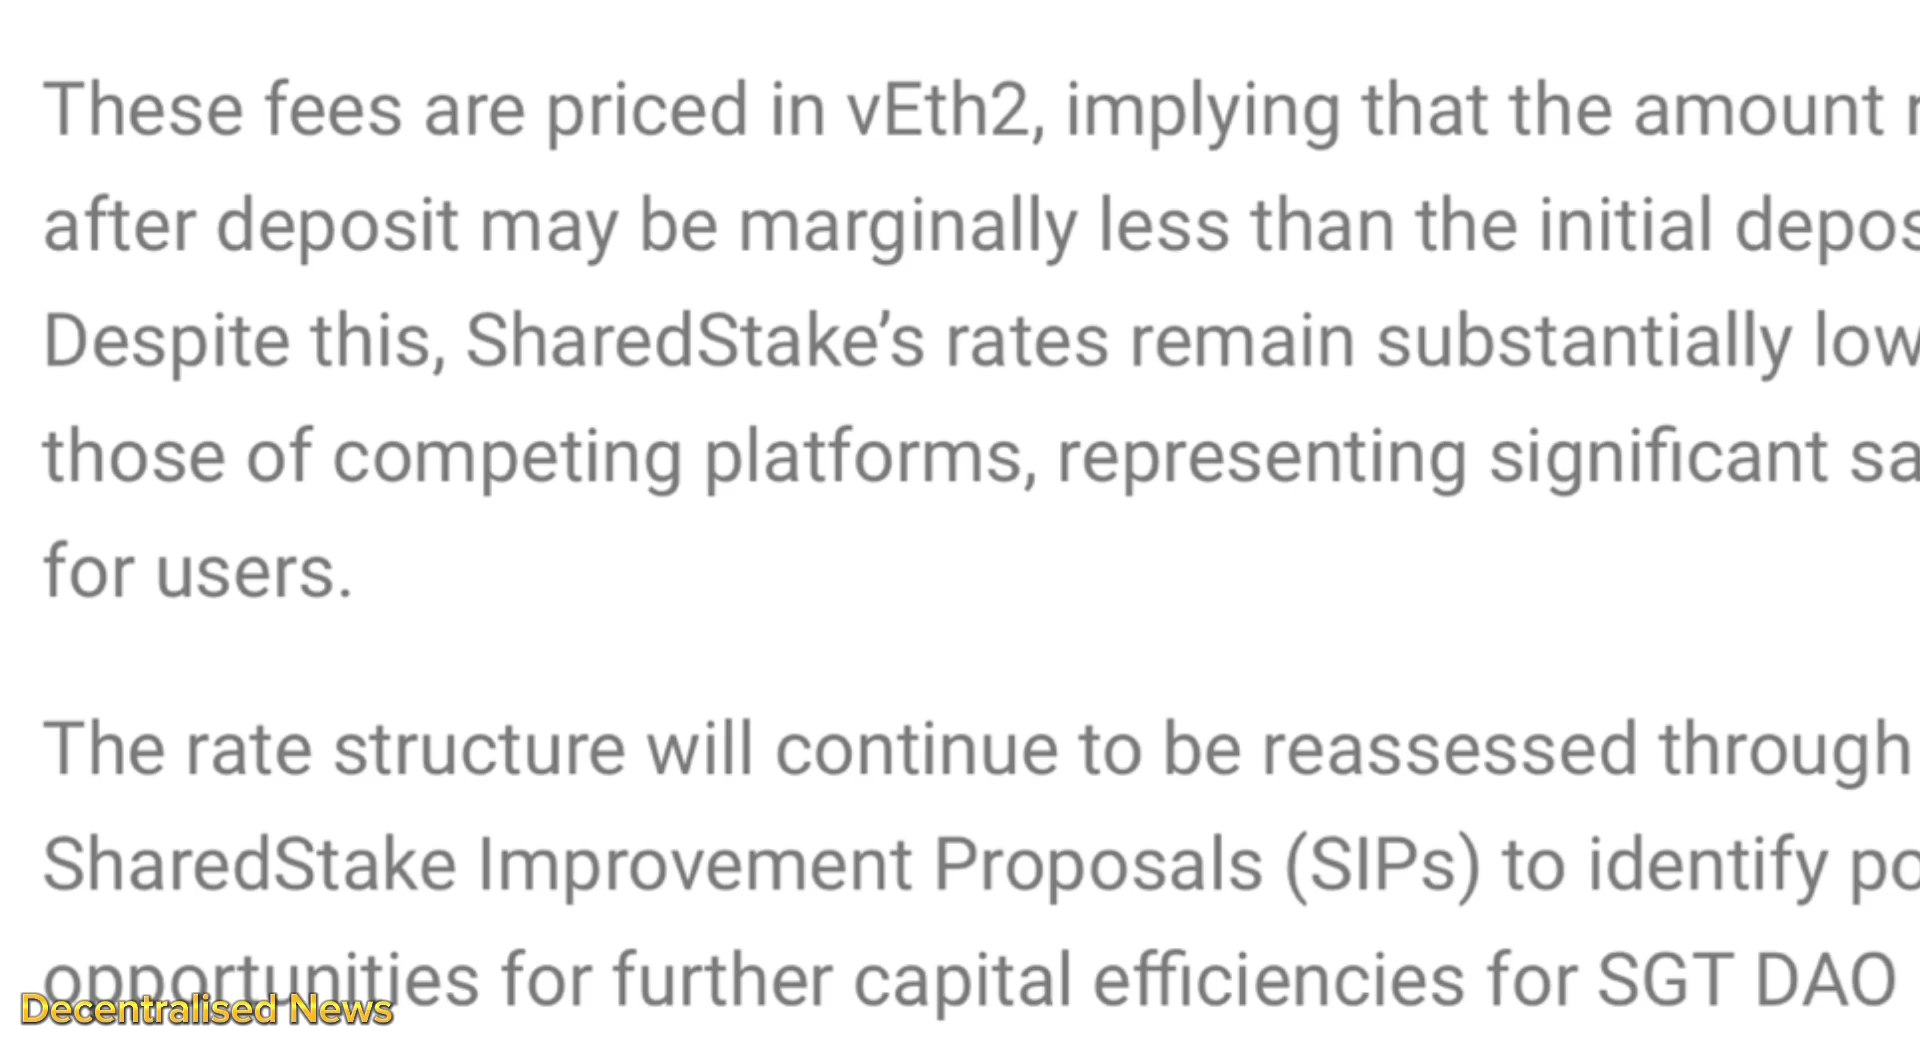 These fees are priced in vEth2, implying that the amount
after deposit may be marginally less than the initial
Despite this, SharedStake’s rates remain substantially
those of competing platforms, representing significant
for users.
The rate structure will continue to be reassessed through
SharedStake Improvement Proposals (SIPs) to identify
opportunities for further capital efficiencies for SGT DAO
Decentralised News